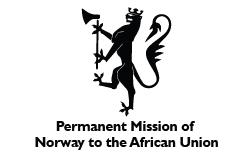 Permanent Mission of
Norway to the African Union